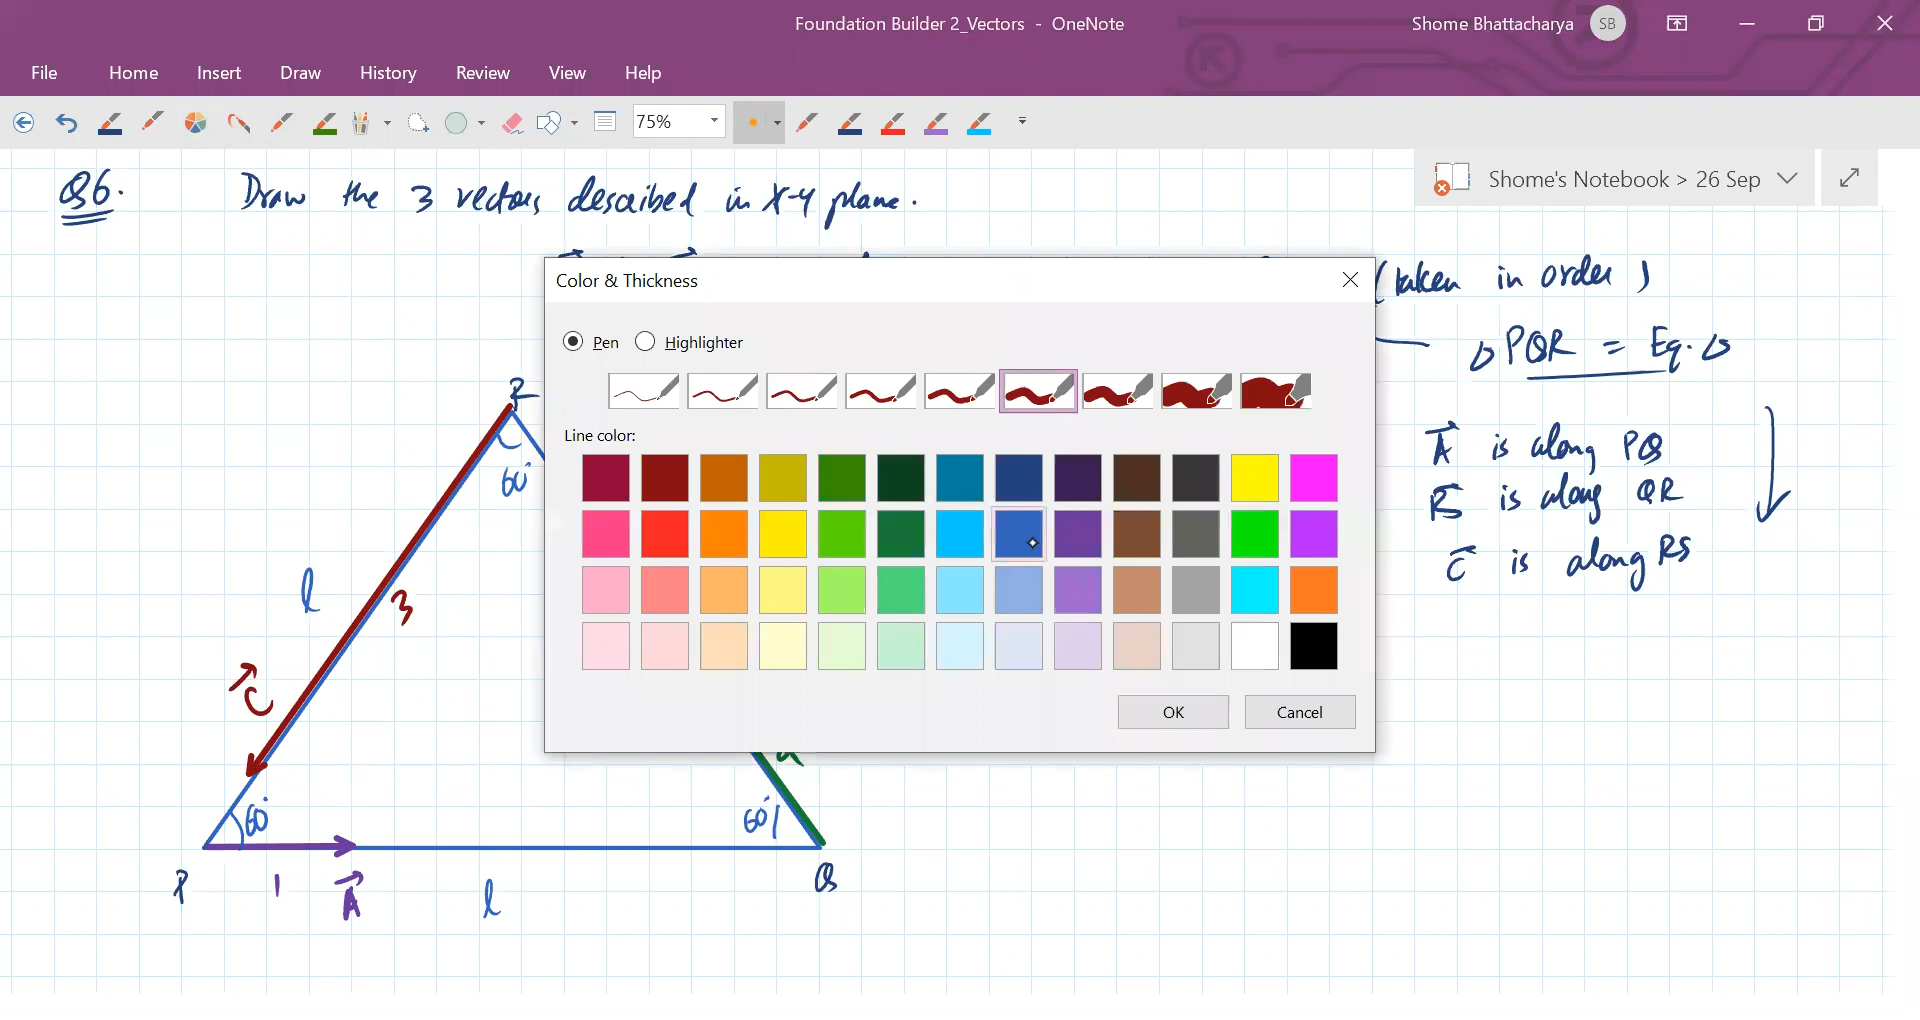 Foundation Builder 2_Vectors - OneNote
Shome Bhattacharya SB
File Home Insert Draw History Review View Help
75%
Q6. Draw the 3 vectors described in X-Y plane.
Shome's Notebook > 26 Sep
(taken in order)
Δ PQR = Eq. Δ
A is along PQ
B is along QR
C is along RS
Color & Thickness
Pen Highlighter
Line color:
OK Cancel
R
60°
l
3
C
60°
60°
P
1
A
l
Q